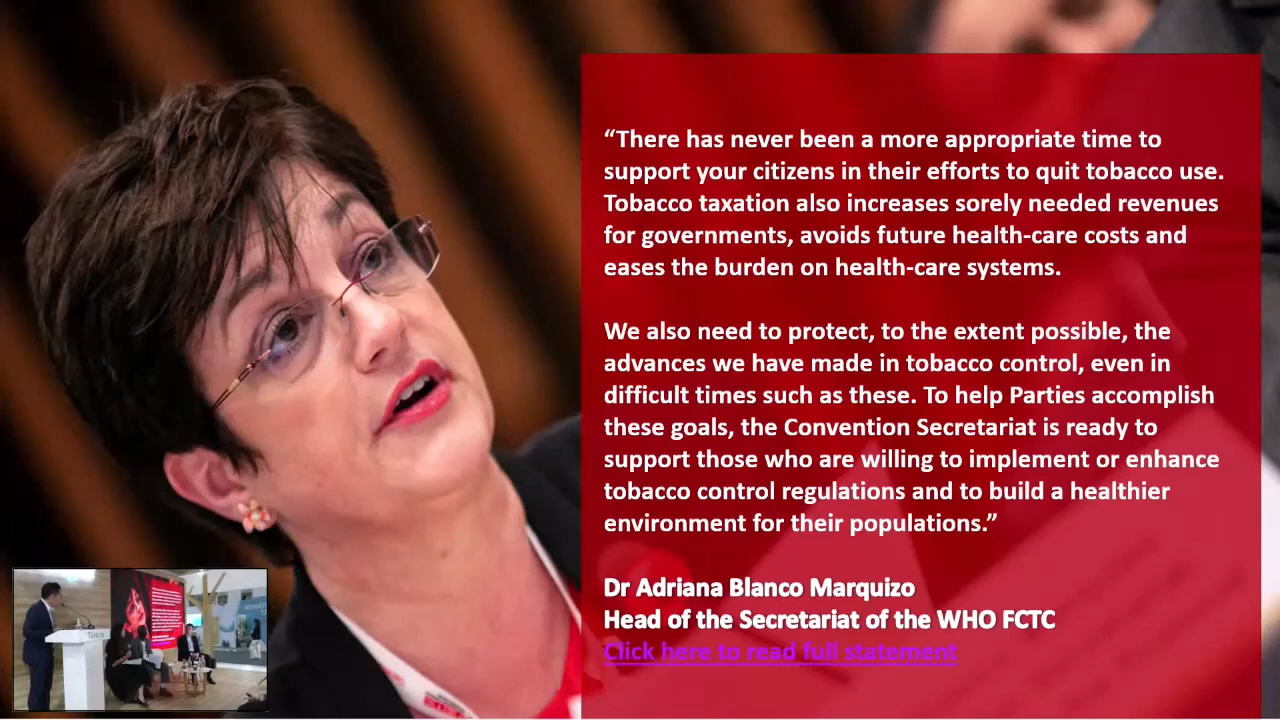 “There has never been a more appropriate time to
support your citizens in their efforts to quit tobacco use.
Tobacco taxation also increases sorely needed revenues
for governments, avoids future health-care costs and
eases the burden on health-care systems.
We also need to protect, to the extent possible, the
advances we have made in tobacco control, even in
difficult times such as these. To help Parties accomplish
these goals, the Convention Secretariat is ready to
support those who are willing to implement or enhance
tobacco control regulations and to build a healthier
environment for their populations.”
Dr Adriana Blanco Marquizo
Head of the Secretariat of the WHO FCTC
Click here to read full statement